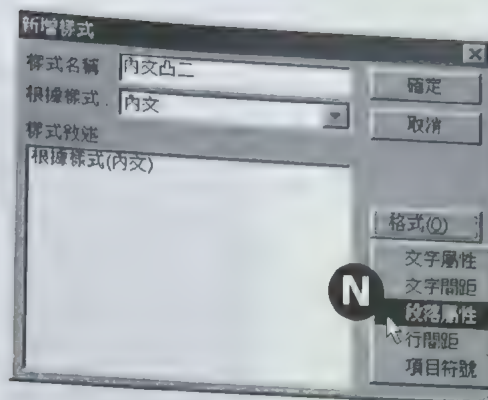 新增樣式
樣式名稱 內文凸二
確定
根據樣式: 內文
取消
樣式敘述
根據樣式(內文)
格式(O)
文字屬性
文字間距
N
段落屬性
行間距
項目符號